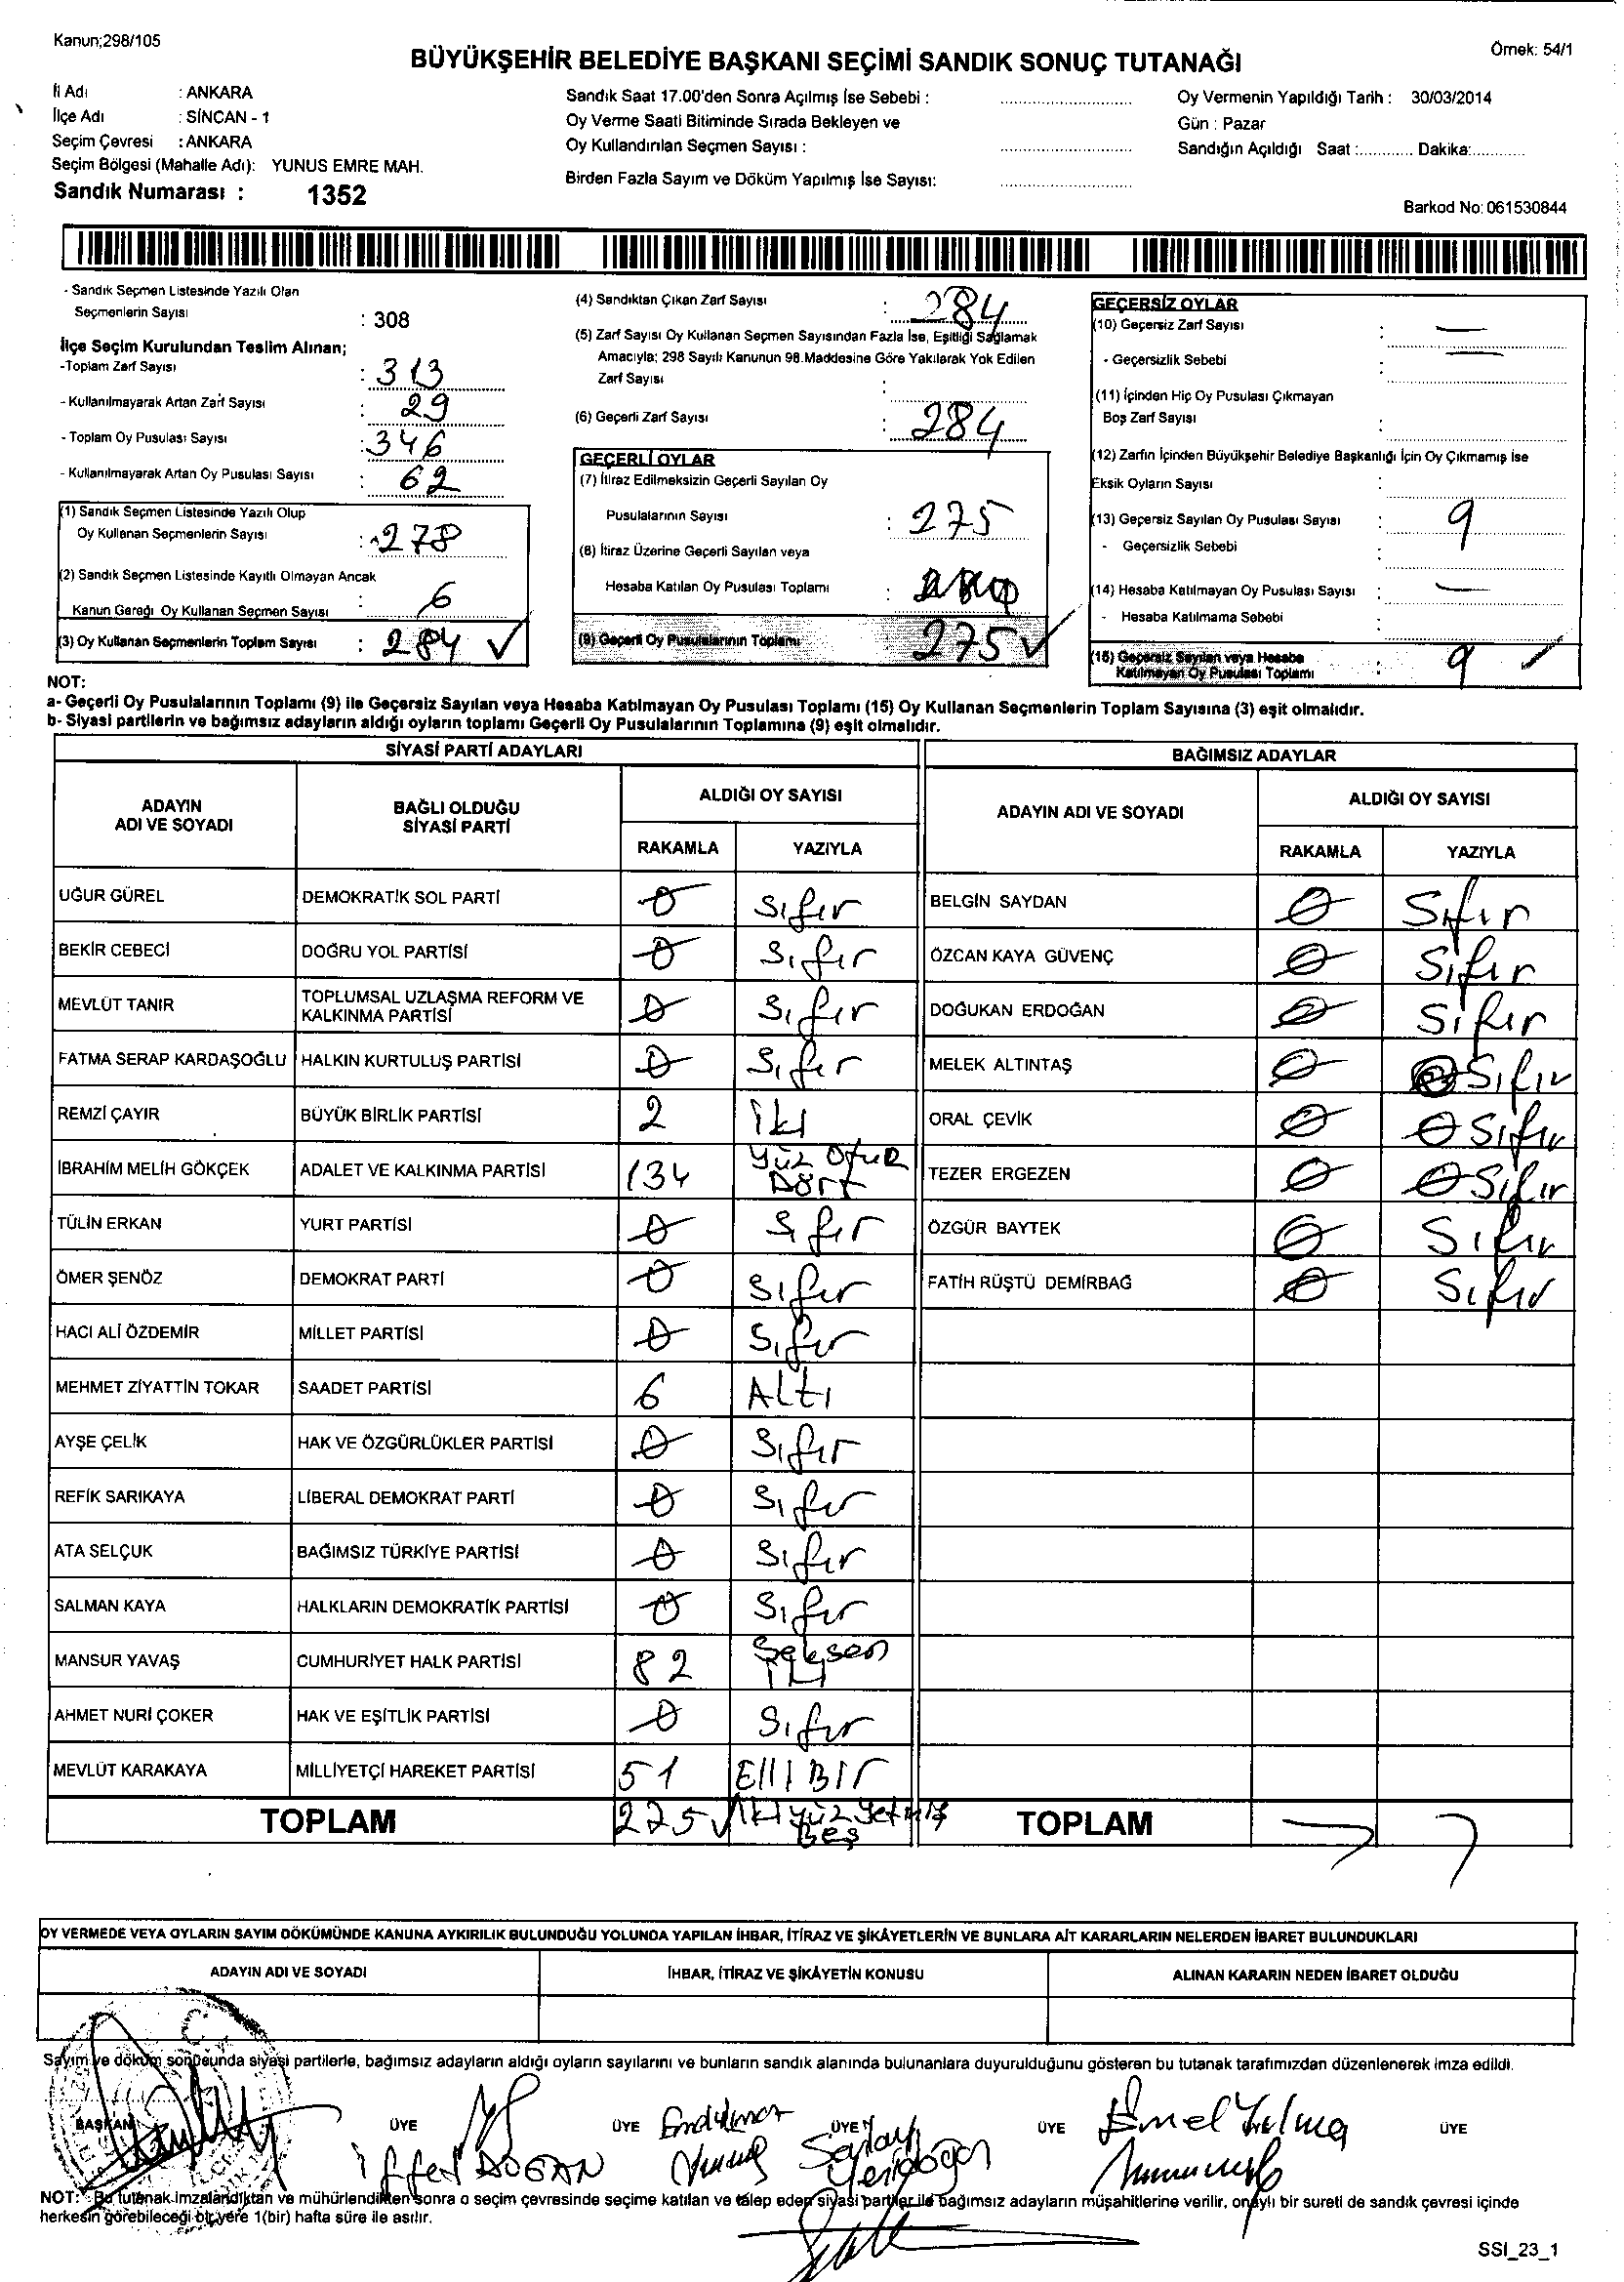 Kanun;298/105
Örnek: 54/1
BÜYÜKŞEHİR BELEDİYE BAŞKANI SEÇİMİ SANDIK SONUÇ TUTANAĞI
İl Adı : ANKARA
İlçe Adı : SİNCAN - 1
Seçim Çevresi : ANKARA
Seçim Bölgesi (Mahalle Adı): YUNUS EMRE MAH.
Sandık Numarası : 1352
Sandık Saat 17.00'den Sonra Açılmış İse Sebebi :
Oy Verme Saati Bitiminde Sırada Bekleyen ve
Oy Kullandırılan Seçmen Sayısı :
Birden Fazla Sayım ve Döküm Yapılmış İse Sayısı:
Oy Vermenin Yapıldığı Tarih : 30/03/2014
Gün : Pazar
Sandığın Açıldığı Saat :............ Dakika:............
Barkod No: 061530844
- Sandık Seçmen Listesinde Yazılı Olan
Seçmenlerin Sayısı : 308
İlçe Seçim Kurulundan Teslim Alınan;
-Toplam Zarf Sayısı : 313
- Kullanılmayarak Artan Zarf Sayısı : 29
- Toplam Oy Pusulası Sayısı : 346
- Kullanılmayarak Artan Oy Pusulası Sayısı : 62
(1) Sandık Seçmen Listesinde Yazılı Olup
Oy Kullanan Seçmenlerin Sayısı : 278
(2) Sandık Seçmen Listesinde Kayıtlı Olmayan Ancak
Kanun Gereği Oy Kullanan Seçmen Sayısı : 6
(3) Oy Kullanan Seçmenlerin Toplam Sayısı : 284 ✓
(4) Sandıktan Çıkan Zarf Sayısı : 284
(5) Zarf Sayısı Oy Kullanan Seçmen Sayısından Fazla İse, Eşitliği Sağlamak
Amacıyla; 298 Sayılı Kanunun 98.Maddesine Göre Yakılarak Yok Edilen
Zarf Sayısı :
(6) Geçerli Zarf Sayısı : 284
GEÇERLİ OYLAR
(7) İtiraz Edilmeksizin Geçerli Sayılan Oy
Pusulalarının Sayısı : 275
(8) İtiraz Üzerine Geçerli Sayılan veya
Hesaba Katılan Oy Pusulası Toplamı :
(9) Geçerli Oy Pusulalarının Toplamı 275 ✓
GEÇERSİZ OYLAR
(10) Geçersiz Zarf Sayısı : —
- Geçersizlik Sebebi : —
(11) İçinden Hiç Oy Pusulası Çıkmayan
Boş Zarf Sayısı :
(12) Zarfın İçinden Büyükşehir Belediye Başkanlığı İçin Oy Çıkmamış İse
Eksik Oyların Sayısı :
(13) Geçersiz Sayılan Oy Pusulası Sayısı : 9
- Geçersizlik Sebebi :
(14) Hesaba Katılmayan Oy Pusulası Sayısı : —
- Hesaba Katılmama Sebebi :
(15) Geçersiz Sayılan veya Hesaba
Katılmayan Oy Pusulası Toplamı : 9 ✓
NOT:
a- Geçerli Oy Pusulalarının Toplamı (9) ile Geçersiz Sayılan veya Hesaba Katılmayan Oy Pusulası Toplamı (15) Oy Kullanan Seçmenlerin Toplam Sayısına (3) eşit olmalıdır.
b- Siyasi partilerin ve bağımsız adayların aldığı oyların toplamı Geçerli Oy Pusulalarının Toplamına (9) eşit olmalıdır.
SİYASİ PARTİ ADAYLARI
BAĞIMSIZ ADAYLAR
ADAYIN ADI VE SOYADI
BAĞLI OLDUĞU SİYASİ PARTİ
ALDIĞI OY SAYISI
RAKAMLA YAZIYLA
ADAYIN ADI VE SOYADI
ALDIĞI OY SAYISI
RAKAMLA YAZIYLA
UĞUR GÜREL DEMOKRATİK SOL PARTİ 0 Sıfır BELGİN SAYDAN 0 Sıfır
BEKİR CEBECİ DOĞRU YOL PARTİSİ 0 Sıfır ÖZCAN KAYA GÜVENÇ 0 Sıfır
MEVLÜT TANIR TOPLUMSAL UZLAŞMA REFORM VE KALKINMA PARTİSİ 0 Sıfır DOĞUKAN ERDOĞAN 0 Sıfır
FATMA SERAP KARDAŞOĞLU HALKIN KURTULUŞ PARTİSİ 0 Sıfır MELEK ALTINTAŞ 0 Sıfır
REMZİ ÇAYIR BÜYÜK BİRLİK PARTİSİ 2 iki ORAL ÇEVİK 0 0 Sıfır
İBRAHİM MELİH GÖKÇEK ADALET VE KALKINMA PARTİSİ 134 Yüz Otuz Dört TEZER ERGEZEN 0 0 Sıfır
TÜLİN ERKAN YURT PARTİSİ 0 Sıfır ÖZGÜR BAYTEK 0 Sıfır
ÖMER ŞENÖZ DEMOKRAT PARTİ 0 Sıfır FATİH RÜŞTÜ DEMİRBAĞ 0 Sıfır
HACI ALİ ÖZDEMİR MİLLET PARTİSİ 0 Sıfır
MEHMET ZİYATTİN TOKAR SAADET PARTİSİ 6 Altı
AYŞE ÇELİK HAK VE ÖZGÜRLÜKLER PARTİSİ 0 Sıfır
REFİK SARIKAYA LİBERAL DEMOKRAT PARTİ 0 Sıfır
ATA SELÇUK BAĞIMSIZ TÜRKİYE PARTİSİ 0 Sıfır
SALMAN KAYA HALKLARIN DEMOKRATİK PARTİSİ 0 Sıfır
MANSUR YAVAŞ CUMHURİYET HALK PARTİSİ 82 Seksen iki
AHMET NURİ ÇOKER HAK VE EŞİTLİK PARTİSİ 0 Sıfır
MEVLÜT KARAKAYA MİLLİYETÇİ HAREKET PARTİSİ 51 Elli Bir
TOPLAM 275 ✓ iki yüz Yetmiş Beş TOPLAM
OY VERMEDE VEYA OYLARIN SAYIM DÖKÜMÜNDE KANUNA AYKIRILIK BULUNDUĞU YOLUNDA YAPILAN İHBAR, İTİRAZ VE ŞİKÂYETLERİN VE BUNLARA AİT KARARLARIN NELERDEN İBARET BULUNDUKLARI
ADAYIN ADI VE SOYADI İHBAR, İTİRAZ VE ŞİKÂYETİN KONUSU ALINAN KARARIN NEDEN İBARET OLDUĞU
Sayım ve döküm sonucunda siyasi partilerle, bağımsız adayların aldığı oyların sayılarını ve bunların sandık alanında bulunanlara duyurulduğunu gösteren bu tutanak tarafımızdan düzenlenerek imza edildi.
BAŞKAN ÜYE ÜYE ÜYE ÜYE Emel Yılmaz ÜYE
iffet DOĞAN
NOT: Bu tutanak imzalandıktan ve mühürlendikten sonra o seçim çevresinde seçime katılan ve talep eden siyasi partiler ile bağımsız adayların müşahitlerine verilir, onaylı bir sureti de sandık çevresi içinde
herkesin görebileceği bir yere 1(bir) hafta süre ile asılır.
SSI_23_1